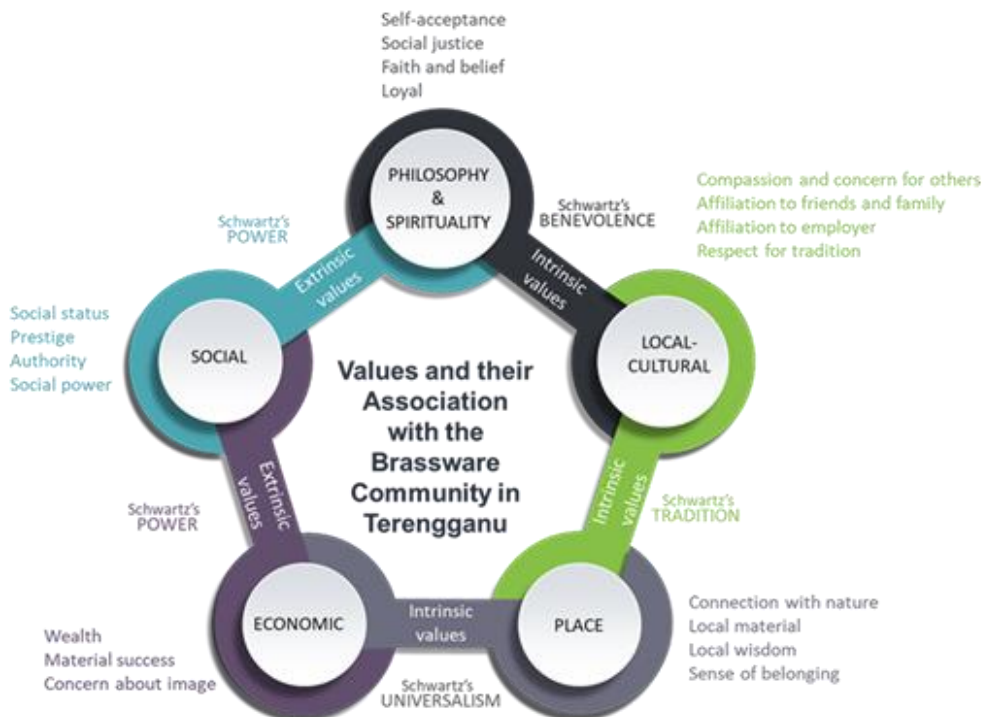 Self-acceptance
Social justice
Faith and belief
Loyal
PHILOSOPHY
&
SPIRITUALITY
Schwartz's
POWER
Extrinsic
values
Schwartz's
BENEVOLENCE
Intrinsic
values
Compassion and concern for others
Affiliation to friends and family
Affiliation to employer
Respect for tradition
Social status
Prestige
Authority
Social power
SOCIAL
LOCAL-
CULTURAL
Values and their
Association
with the
Brassware
Community in
Terengganu
Schwartz's
POWER
Extrinsic
values
Intrinsic
values
Schwartz's
TRADITION
Wealth
Material success
Concern about image
ECONOMIC
Intrinsic
values
Schwartz's
UNIVERSALISM
PLACE
Connection with nature
Local material
Local wisdom
Sense of belonging